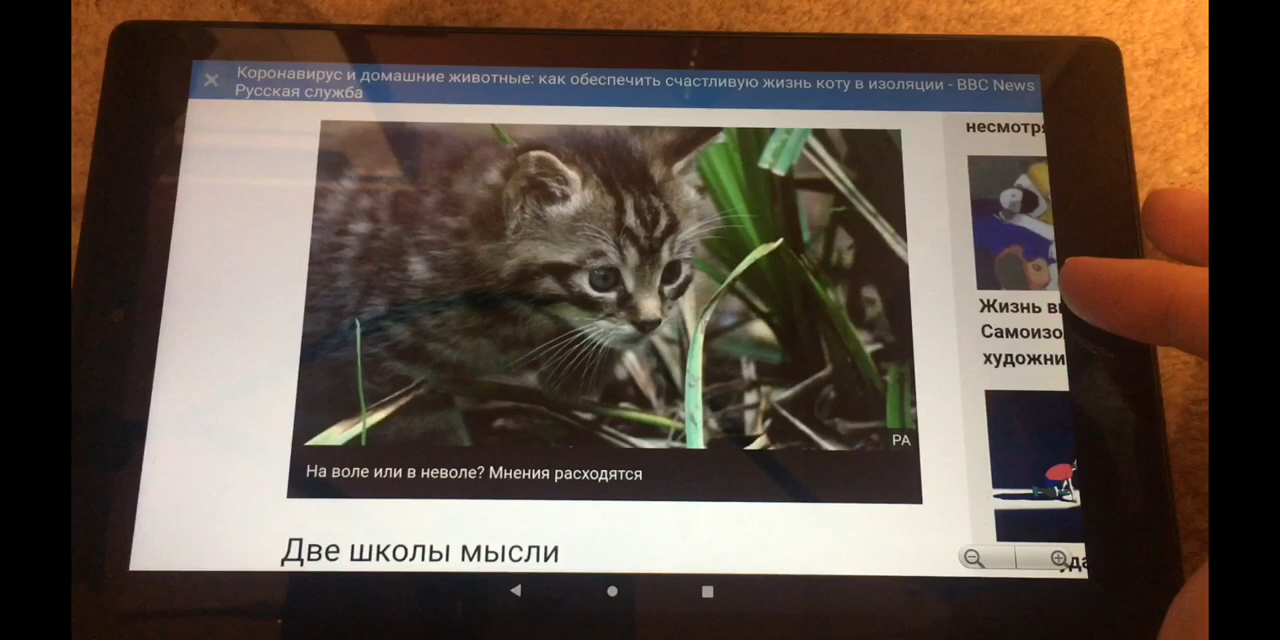 Коронавирус и домашние животные: как обеспечить счастливую жизнь коту в изоляции - BBC News
Русская служба
несмотря
PA
На воле или в неволе? Мнения расходятся
Две школы мысли
Жизнь
Самоизо
художни